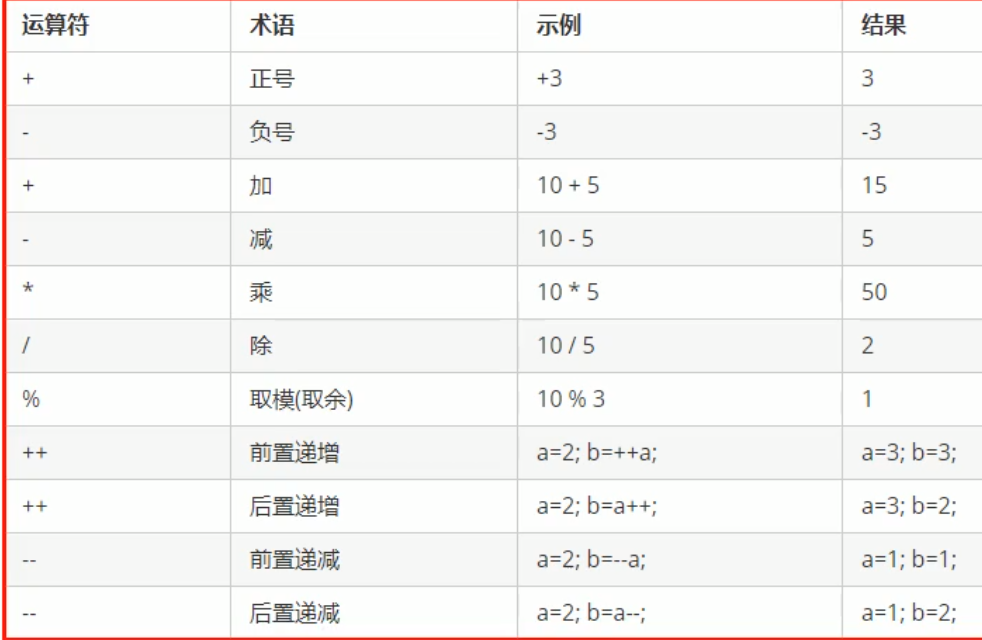 运算符 术语 示例 结果
+ 正号 +3 3
- 负号 -3 -3
+ 加 10 + 5 15
- 减 10 - 5 5
* 乘 10 * 5 50
/ 除 10 / 5 2
% 取模(取余) 10 % 3 1
++ 前置递增 a=2; b=++a; a=3; b=3;
++ 后置递增 a=2; b=a++; a=3; b=2;
-- 前置递减 a=2; b=--a; a=1; b=1;
-- 后置递减 a=2; b=a--; a=1; b=2;